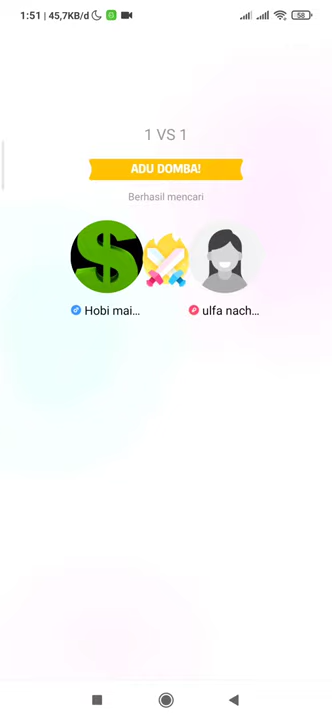 1:51 | 45,7KB/d
58
1 VS 1
ADU DOMBA!
Berhasil mencari
Hobi mai...
ulfa nach...